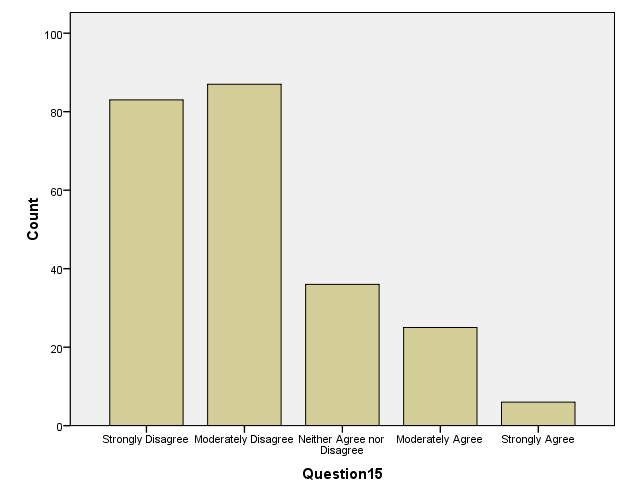 100
80
60
40
20
0
Count
Strongly Disagree
Moderately Disagree
Neither Agree nor
Disagree
Moderately Agree
Strongly Agree
Question15